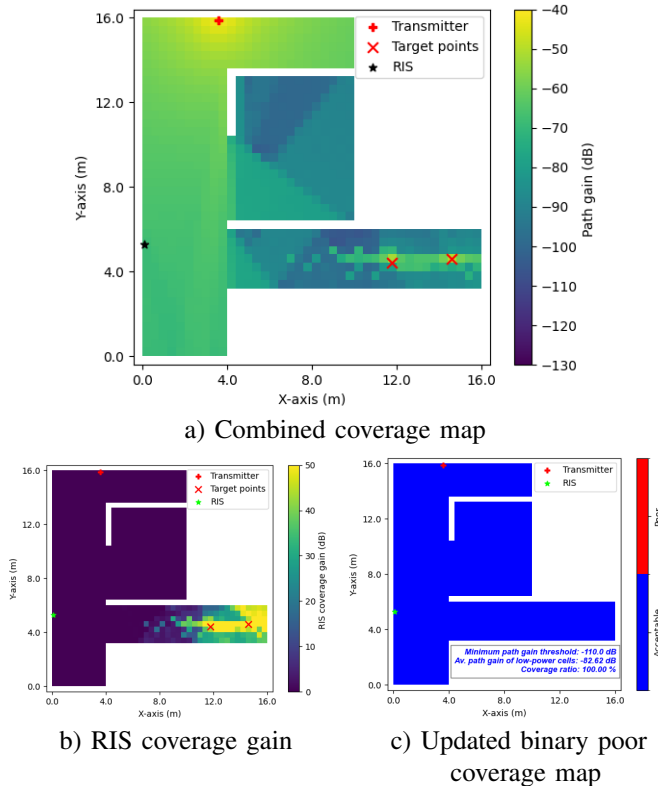 16.0
12.0
8.0
4.0
0.0
Y-axis (m)
0.0 4.0 8.0 12.0 16.0
X-axis (m)
Transmitter
Target points
RIS
−40
−50
−60
−70
−80
−90
−100
−110
−120
−130
Path gain (dB)
a) Combined coverage map
16.0
12.0
8.0
4.0
0.0
Y-axis (m)
0.0 4.0 8.0 12.0 16.0
X-axis (m)
Transmitter
Target points
RIS
50
40
30
20
10
0
RIS coverage gain (dB)
b) RIS coverage gain
16.0
12.0
8.0
4.0
0.0
Y-axis (m)
0.0 4.0 8.0 12.0 16.0
X-axis (m)
Transmitter
RIS
Minimum path gain threshold: -110.0 dB
Av. path gain of low-power cells: -82.62 dB
Coverage ratio: 100.00 %
Poor
Acceptable
c) Updated binary poor
coverage map